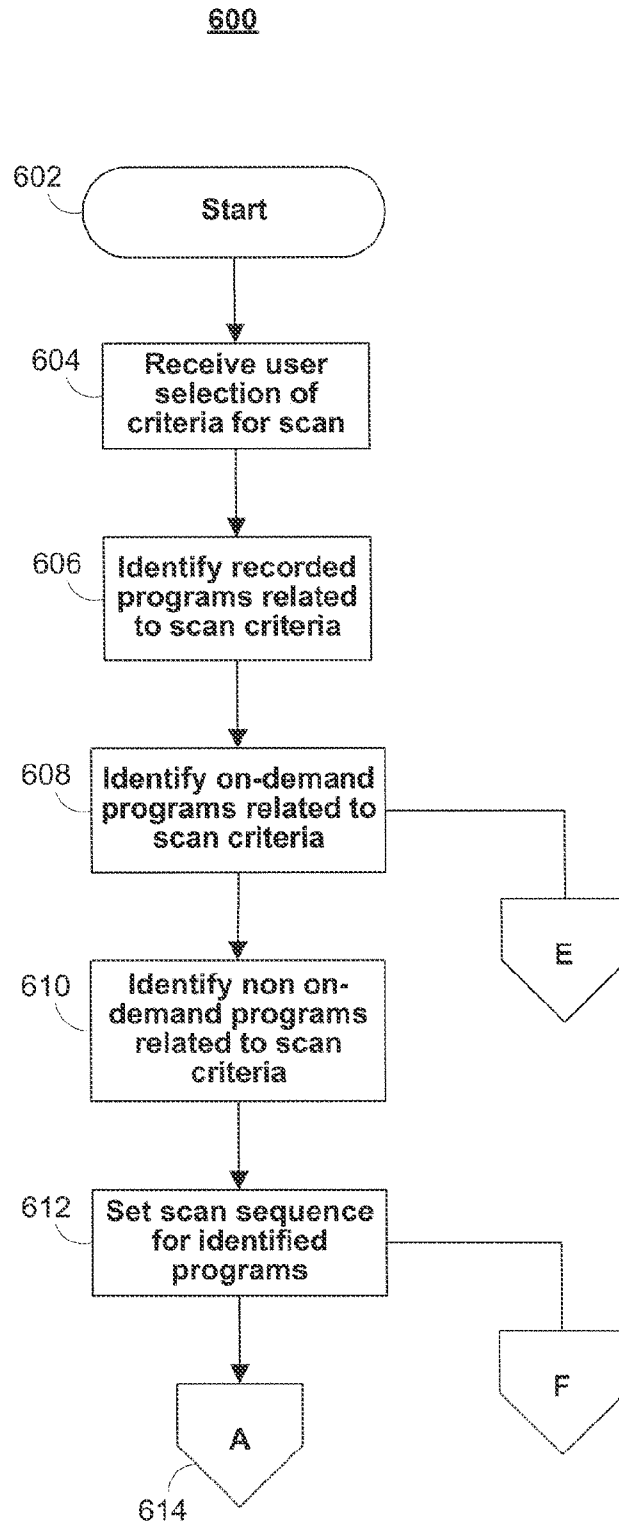 600
602
Start
604
Receive user
selection of
criteria for scan
606
Identify recorded
programs related
to scan criteria
608
Identify on-demand
programs related to
scan criteria
E
610
Identify non on-
demand programs
related to scan
criteria
612
Set scan sequence
for identified
programs
F
A
614